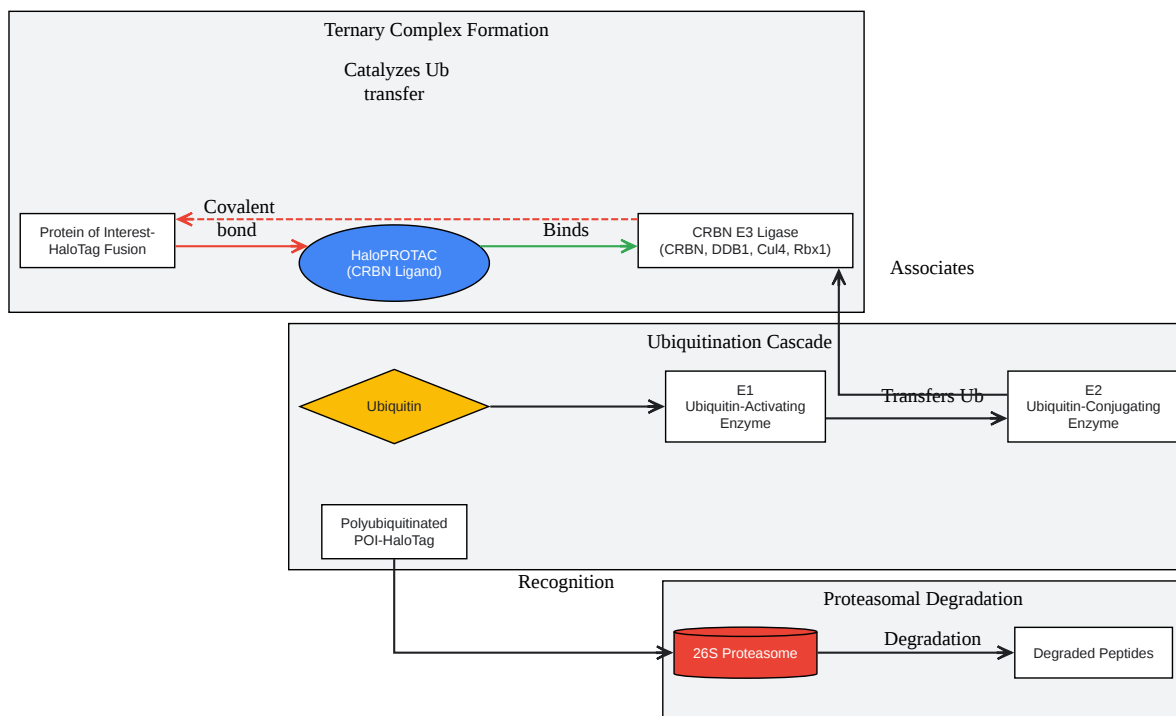 Ternary Complex Formation
Catalyzes Ub
transfer
Covalent
bond
Binds
Protein of Interest-
HaloTag Fusion
HaloPROTAC
(CRBN Ligand)
CRBN E3 Ligase
(CRBN, DDB1, Cul4, Rbx1)
Associates
Ubiquitination Cascade
Ubiquitin
E1
Ubiquitin-Activating
Enzyme
Transfers Ub
E2
Ubiquitin-Conjugating
Enzyme
Polyubiquitinated
POI-HaloTag
Recognition
Proteasomal Degradation
26S Proteasome
Degradation
Degraded Peptides